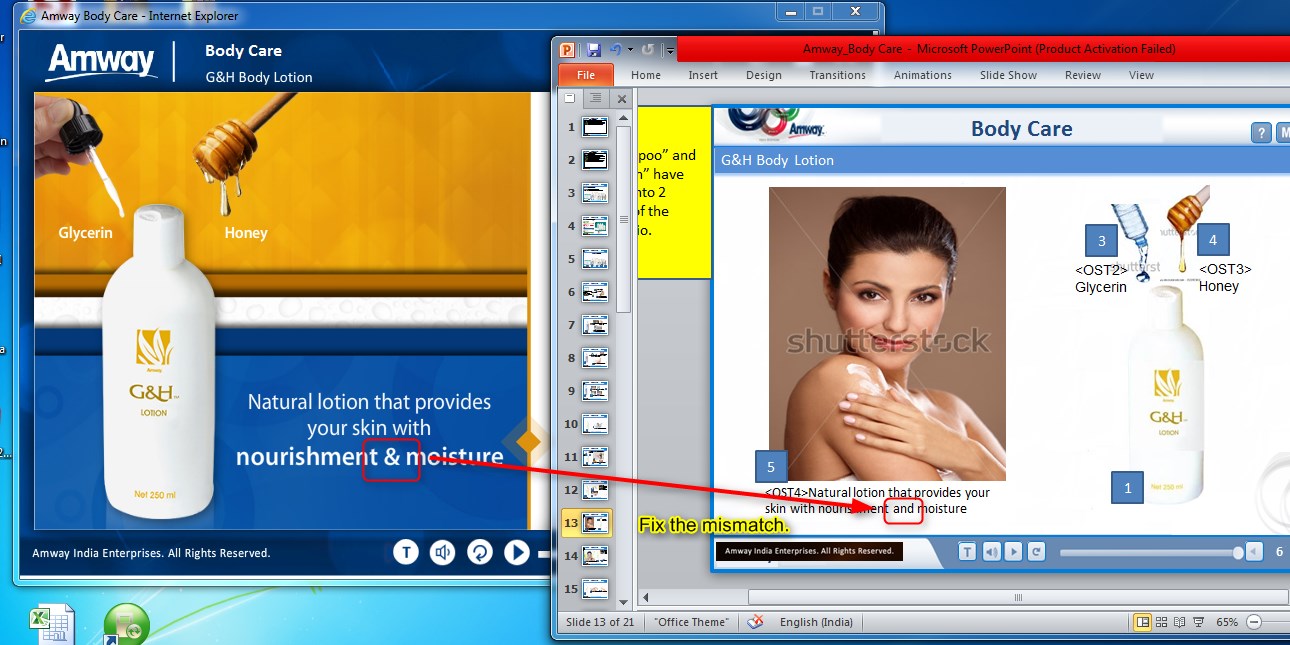 Amway Body Care - Internet Explorer
Amway
Body Care
G&H Body Lotion
Glycerin
Honey
Amway
G&H
LOTION
Net 250 ml
Natural lotion that provides
your skin with
nourishment & moisture
Amway India Enterprises. All Rights Reserved.
T
Amway_Body Care - Microsoft PowerPoint (Product Activation Failed)
File Home Insert Design Transitions Animations Slide Show Review View
1
2
3
4
5
6
7
8
9
10
11
12
13
14
15
poo” and
n” have
nto 2
of the
io.
Amway
Body Care
?
M
G&H Body Lotion
shutterstock
3
4
<OST2>
Glycerin
<OST3>
Honey
Amway
G&H
LOTION
Net 250 ml
5
1
<OST4>Natural lotion that provides your
skin with nourishment and moisture
Fix the mismatch.
Amway India Enterprises. All Rights Reserved.
T
6
Slide 13 of 21 "Office Theme" English (India) 65%